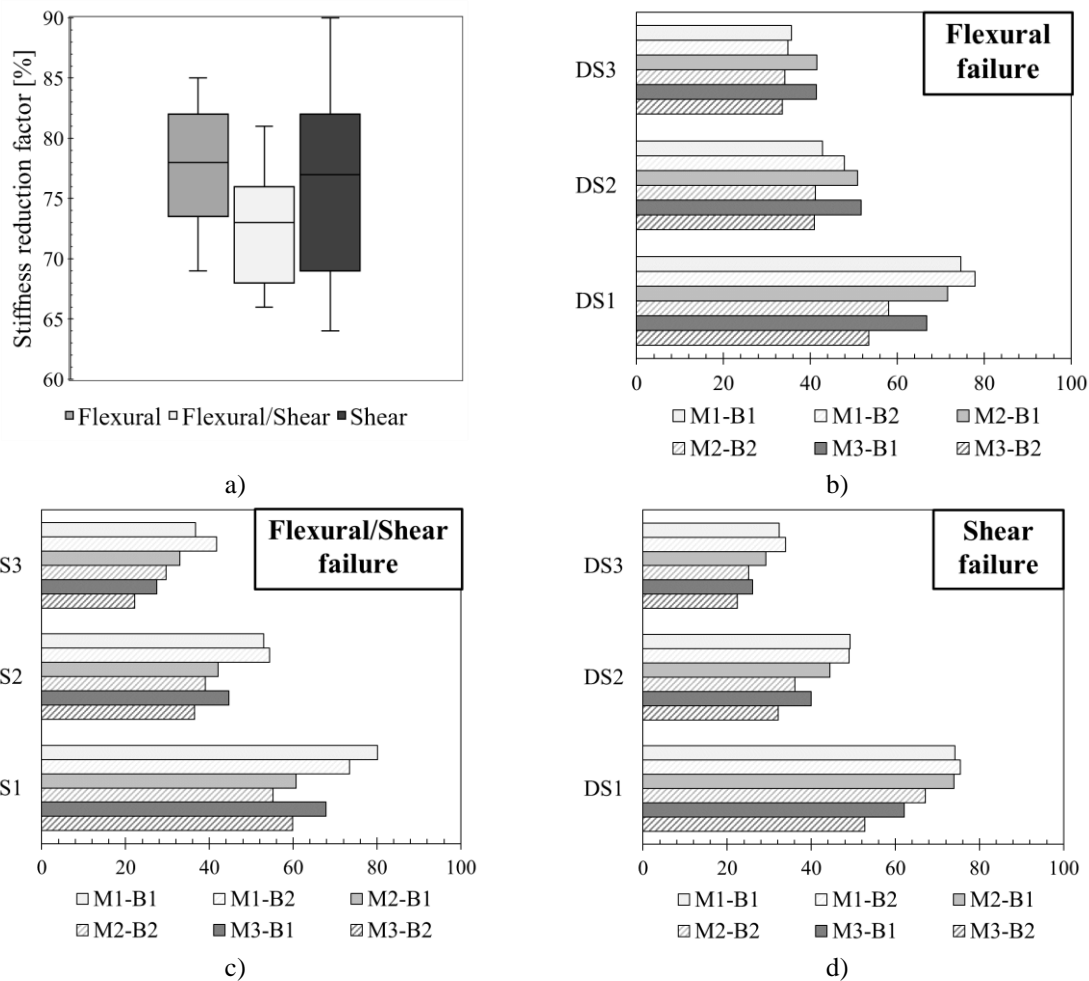 Stiffness reduction factor [%]
90
85
80
75
70
65
60
Flexural Flexural/Shear Shear
a)
Flexural
failure
DS3
DS2
DS1
0 20 40 60 80 100
M1-B1 M1-B2 M2-B1
M2-B2 M3-B1 M3-B2
b)
Flexural/Shear
failure
S3
S2
S1
0 20 40 60 80 100
M1-B1 M1-B2 M2-B1
M2-B2 M3-B1 M3-B2
c)
Shear
failure
DS3
DS2
DS1
0 20 40 60 80 100
M1-B1 M1-B2 M2-B1
M2-B2 M3-B1 M3-B2
d)